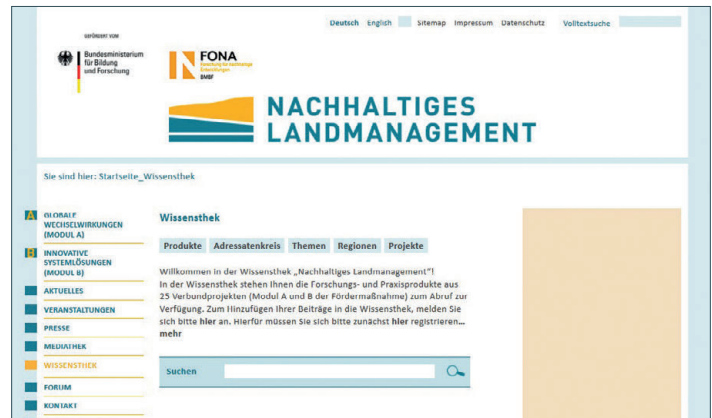 Deutsch English Sitemap Impressum Datenschutz Volltextsuche
GEFÖRDERT VOM
Bundesministerium
für Bildung
und Forschung
FONA
Forschung für Nachhaltige
Entwicklungen
BMBF
NACHHALTIGES
LANDMANAGEMENT
Sie sind hier: Startseite_Wissensthek
A GLOBALE
WECHSELWIRKUNGEN
(MODUL A)
B INNOVATIVE
SYSTEMLÖSUNGEN
(MODUL B)
AKTUELLES
VERANSTALTUNGEN
PRESSE
MEDIATHEK
WISSENSTHEK
FORUM
KONTAKT
Wissensthek
Produkte Adressatenkreis Themen Regionen Projekte
Willkommen in der Wissensthek „Nachhaltiges Landmanagement“!
In der Wissensthek stehen Ihnen die Forschungs- und Praxisprodukte aus
25 Verbundprojekten (Modul A und B der Fördermaßnahme) zum Abruf zur
Verfügung. Zum Hinzufügen Ihrer Beiträge in die Wissensthek, melden Sie
sich bitte hier an. Hierfür müssen Sie sich bitte zunächst hier registrieren...
mehr
Suchen